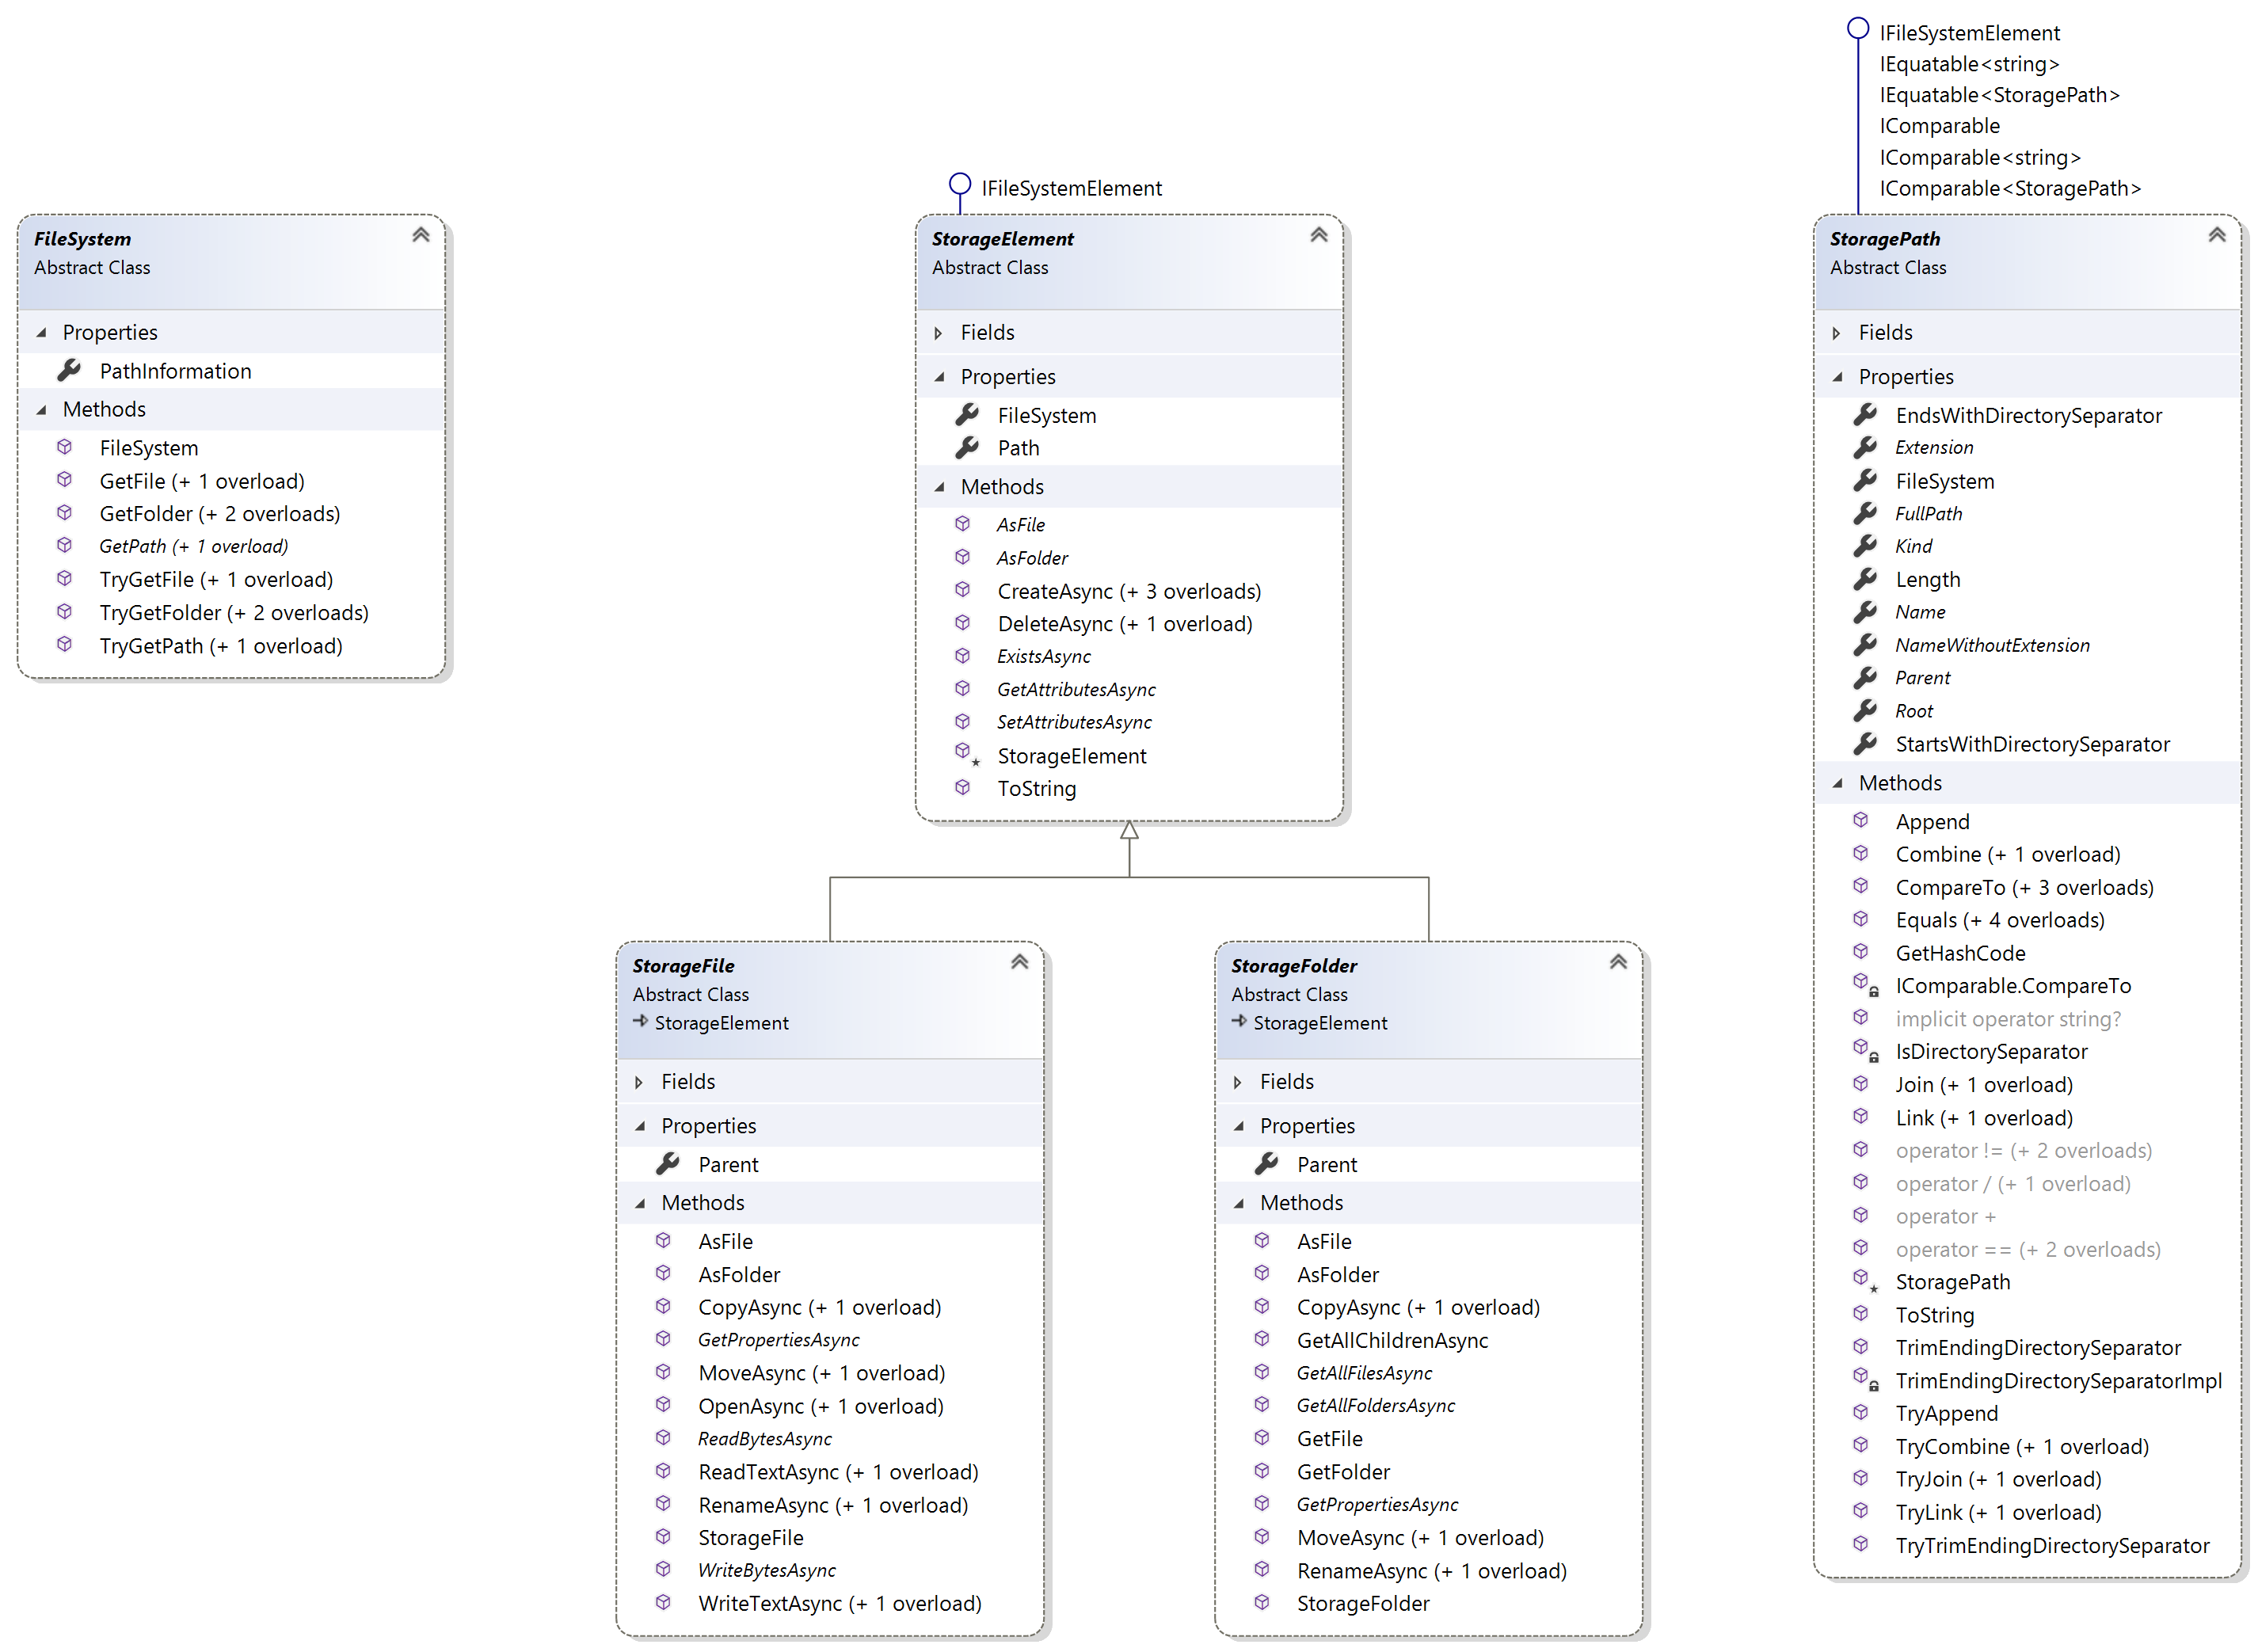 FileSystem
Abstract Class
Properties
PathInformation
Methods
FileSystem
GetFile (+ 1 overload)
GetFolder (+ 2 overloads)
GetPath (+ 1 overload)
TryGetFile (+ 1 overload)
TryGetFolder (+ 2 overloads)
TryGetPath (+ 1 overload)
IFileSystemElement
StorageElement
Abstract Class
Fields
Properties
FileSystem
Path
Methods
AsFile
AsFolder
CreateAsync (+ 3 overloads)
DeleteAsync (+ 1 overload)
ExistsAsync
GetAttributesAsync
SetAttributesAsync
StorageElement
ToString
StorageFile
Abstract Class
StorageElement
Fields
Properties
Parent
Methods
AsFile
AsFolder
CopyAsync (+ 1 overload)
GetPropertiesAsync
MoveAsync (+ 1 overload)
OpenAsync (+ 1 overload)
ReadBytesAsync
ReadTextAsync (+ 1 overload)
RenameAsync (+ 1 overload)
StorageFile
WriteBytesAsync
WriteTextAsync (+ 1 overload)
StorageFolder
Abstract Class
StorageElement
Fields
Properties
Parent
Methods
AsFile
AsFolder
CopyAsync (+ 1 overload)
GetAllChildrenAsync
GetAllFilesAsync
GetAllFoldersAsync
GetFile
GetFolder
GetPropertiesAsync
MoveAsync (+ 1 overload)
RenameAsync (+ 1 overload)
StorageFolder
IFileSystemElement
IEquatable<string>
IEquatable<StoragePath>
IComparable
IComparable<string>
IComparable<StoragePath>
StoragePath
Abstract Class
Fields
Properties
EndsWithDirectorySeparator
Extension
FileSystem
FullPath
Kind
Length
Name
NameWithoutExtension
Parent
Root
StartsWithDirectorySeparator
Methods
Append
Combine (+ 1 overload)
CompareTo (+ 3 overloads)
Equals (+ 4 overloads)
GetHashCode
IComparable.CompareTo
implicit operator string?
IsDirectorySeparator
Join (+ 1 overload)
Link (+ 1 overload)
operator != (+ 2 overloads)
operator / (+ 1 overload)
operator +
operator == (+ 2 overloads)
StoragePath
ToString
TrimEndingDirectorySeparator
TrimEndingDirectorySeparatorImpl
TryAppend
TryCombine (+ 1 overload)
TryJoin (+ 1 overload)
TryLink (+ 1 overload)
TryTrimEndingDirectorySeparator